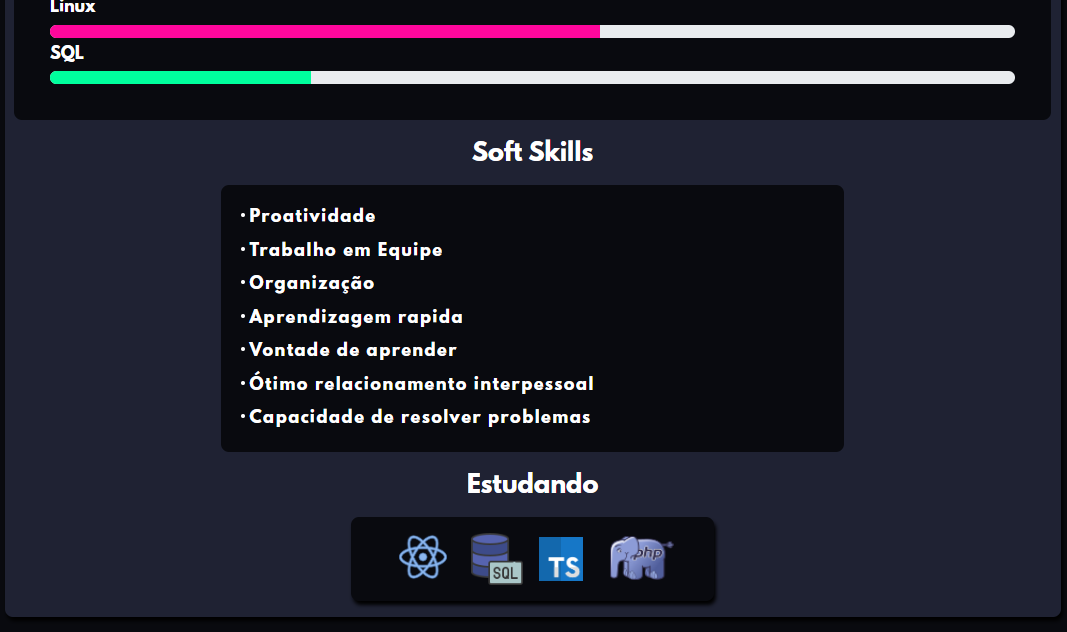 Linux
SQL
Soft Skills
•Proatividade
•Trabalho em Equipe
•Organização
•Aprendizagem rapida
•Vontade de aprender
•Ótimo relacionamento interpessoal
•Capacidade de resolver problemas
Estudando
SQL TS php